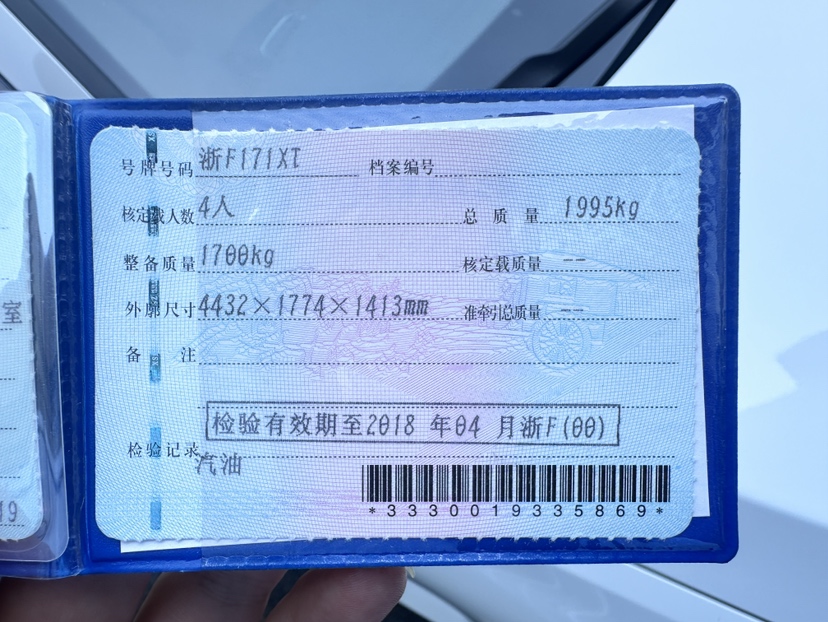 号牌号码 浙F171XT 档案编号
核定载人数 4人 总质量 1995kg
整备质量 1700kg 核定载质量 --
外廓尺寸 4432×1774×1413mm 准牵引总质量 --
备注
检验有效期至2018年04月浙F(00)
检验记录
汽油
*3330019335869*
室
19